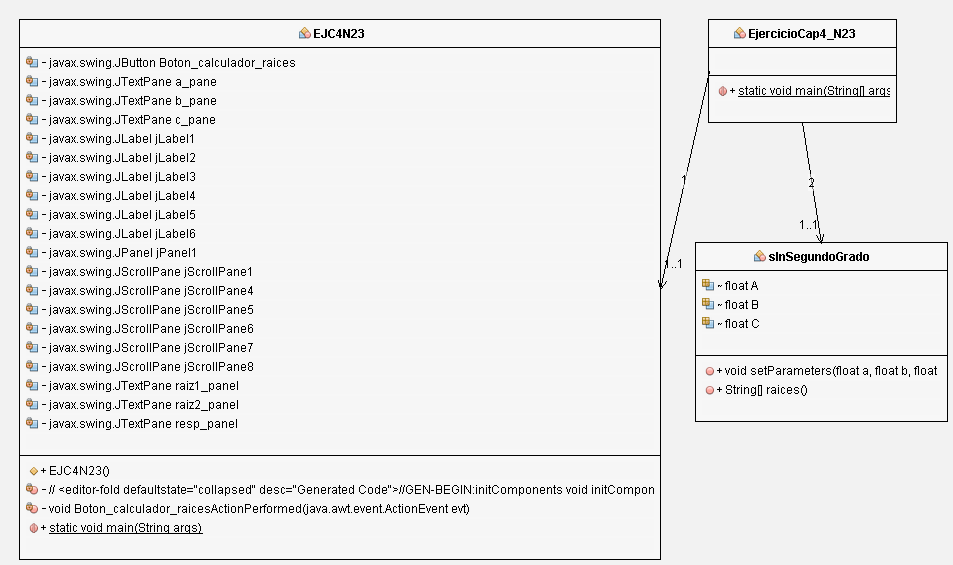 EJC4N23
- javax.swing.JButton Boton_calculador_raices
- javax.swing.JTextPane a_pane
- javax.swing.JTextPane b_pane
- javax.swing.JTextPane c_pane
- javax.swing.JLabel jLabel1
- javax.swing.JLabel jLabel2
- javax.swing.JLabel jLabel3
- javax.swing.JLabel jLabel4
- javax.swing.JLabel jLabel5
- javax.swing.JLabel jLabel6
- javax.swing.JPanel jPanel1
- javax.swing.JScrollPane jScrollPane1
- javax.swing.JScrollPane jScrollPane4
- javax.swing.JScrollPane jScrollPane5
- javax.swing.JScrollPane jScrollPane6
- javax.swing.JScrollPane jScrollPane7
- javax.swing.JScrollPane jScrollPane8
- javax.swing.JTextPane raiz1_panel
- javax.swing.JTextPane raiz2_panel
- javax.swing.JTextPane resp_panel
+ EJC4N23()
- // <editor-fold defaultstate="collapsed" desc="Generated Code">//GEN-BEGIN:initComponents void initCompon
- void Boton_calculador_raicesActionPerformed(java.awt.event.ActionEvent evt)
+ static void main(String args)
EjercicioCap4_N23
+ static void main(String[] args
1
1..1
2
1..1
slnSegundoGrado
~ float A
~ float B
~ float C
+ void setParameters(float a, float b, float
+ String[] raices()